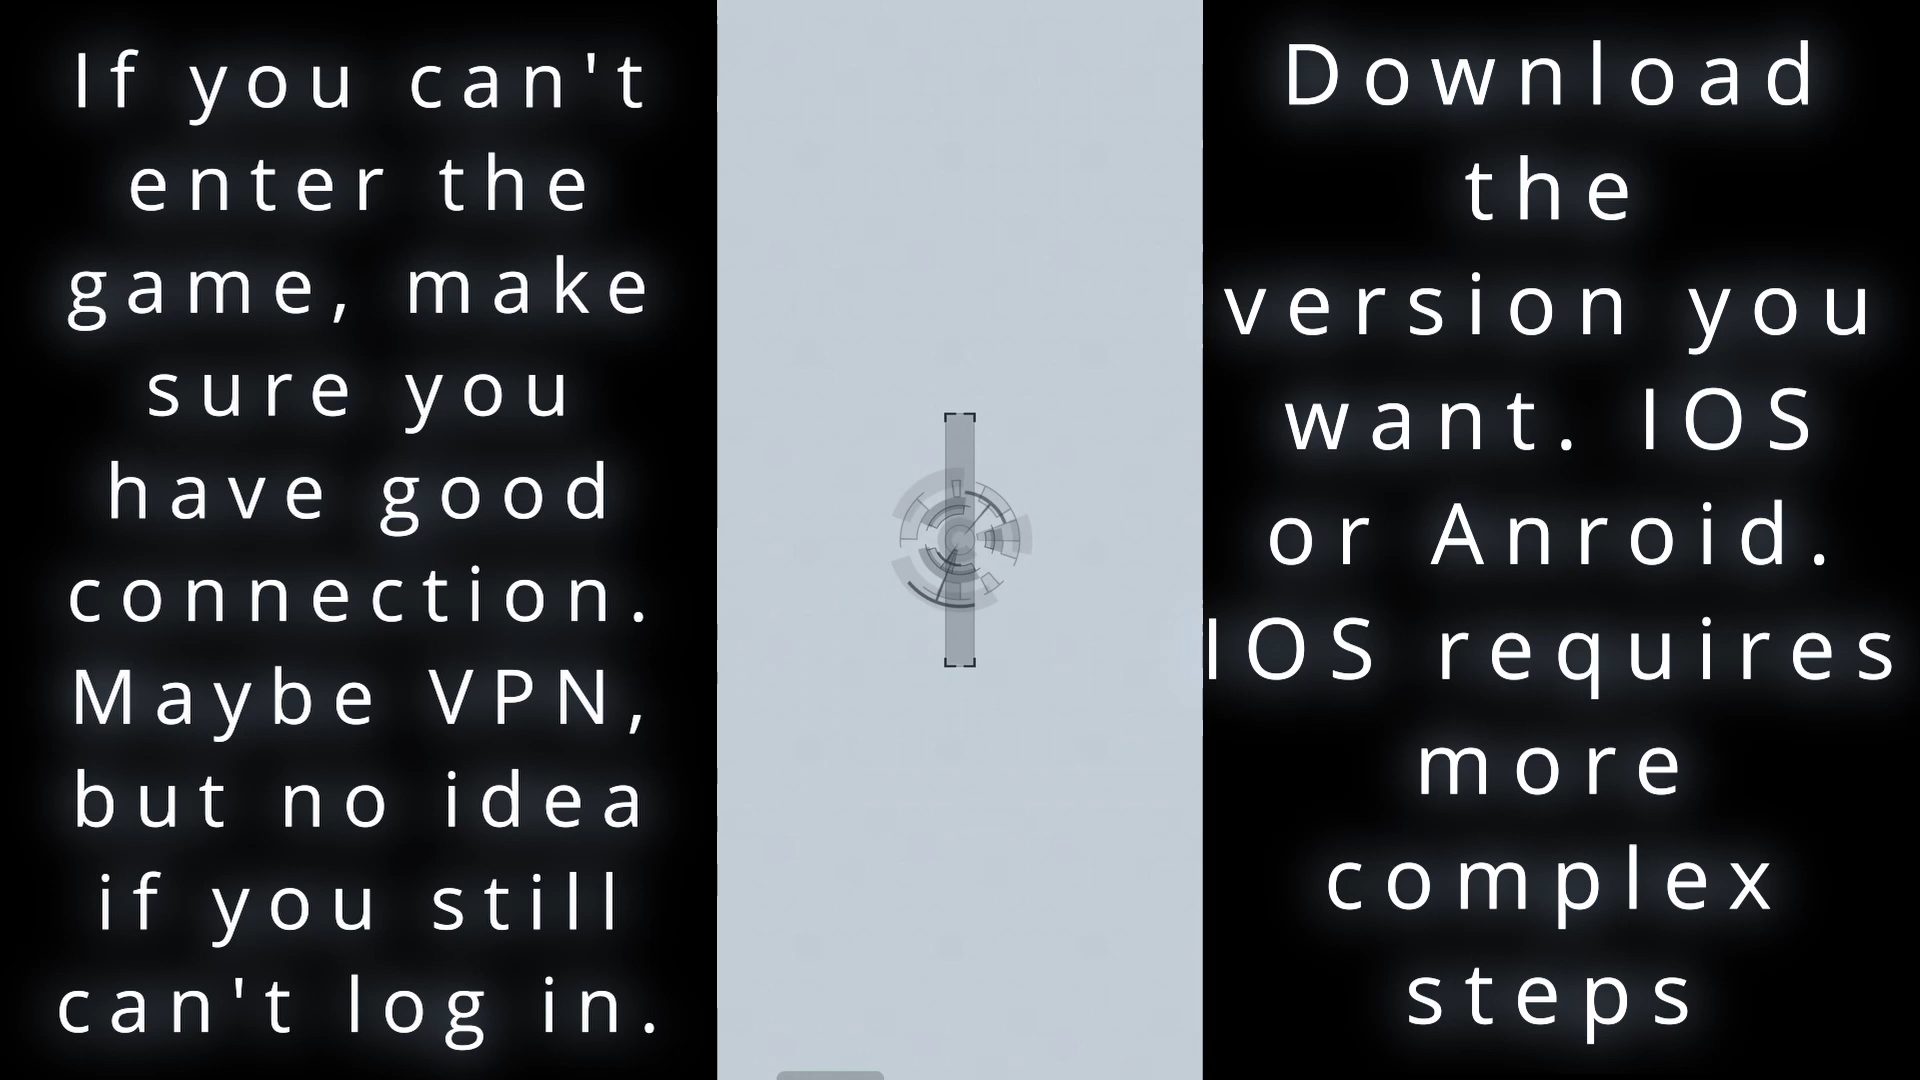 If you can't
enter the
game, make
sure you
have good
connection.
Maybe VPN,
but no idea
if you still
can't log in.
Download
the
version you
want. IOS
or Anroid.
IOS requires
more
complex
steps